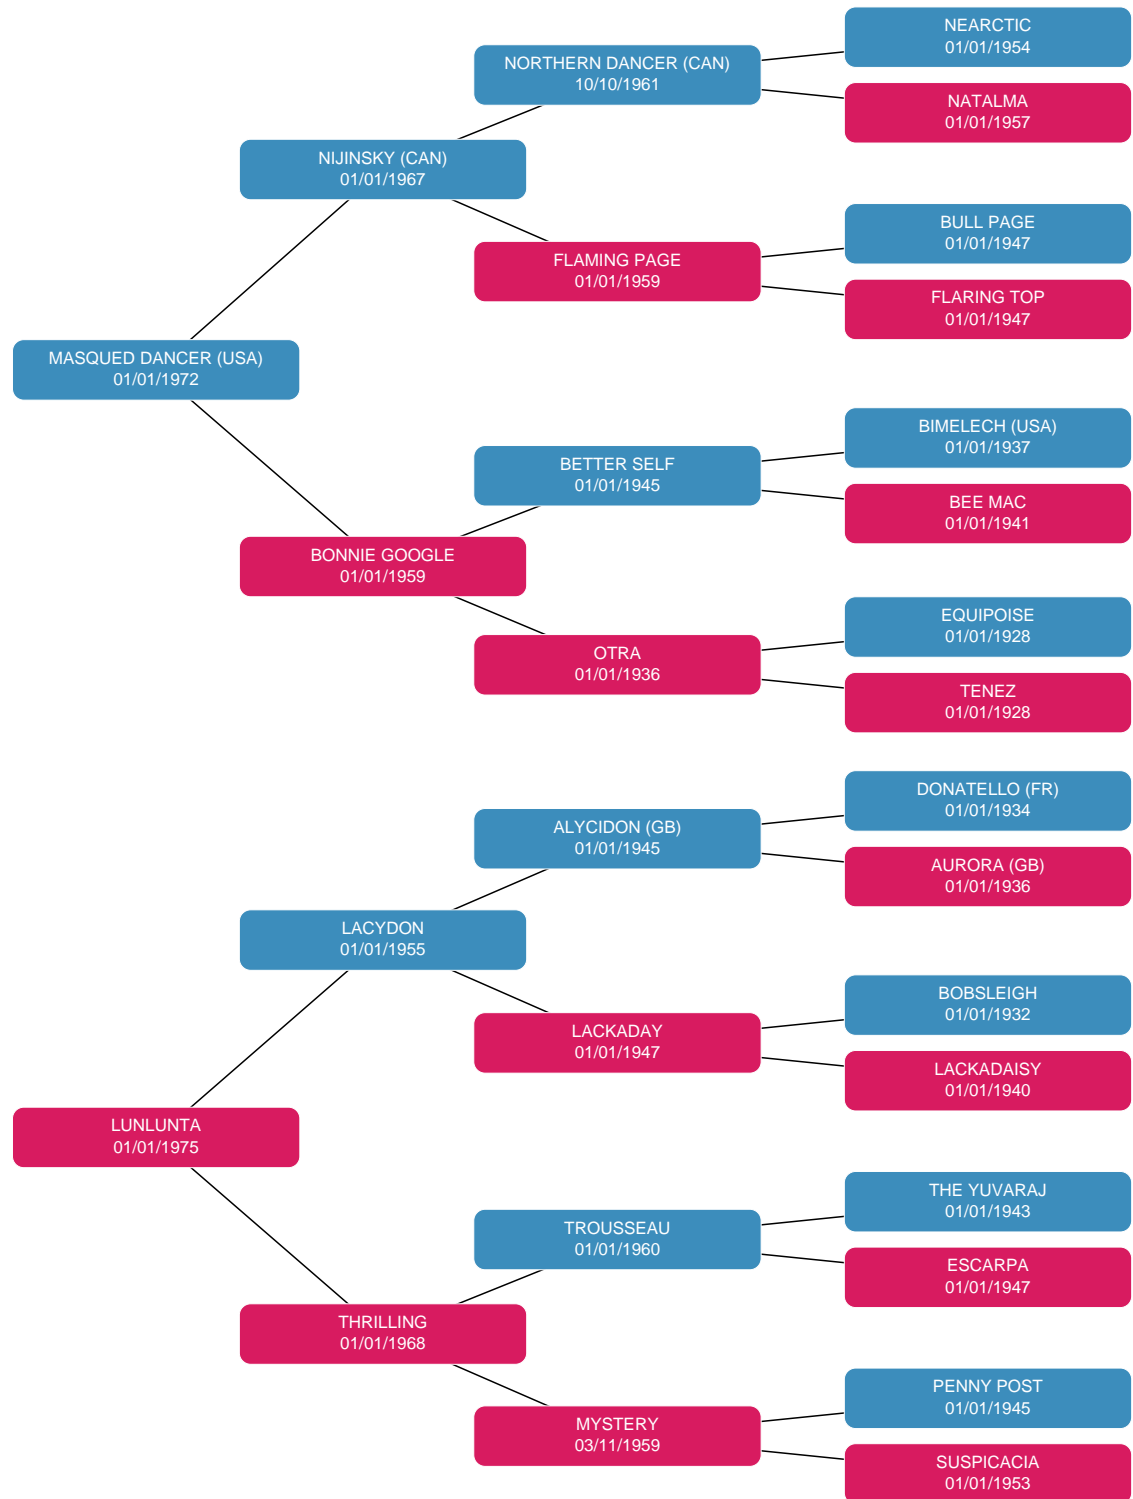 NEARCTIC
01/01/1954
NORTHERN DANCER (CAN)
10/10/1961
NATALMA
01/01/1957
NIJINSKY (CAN)
01/01/1967
BULL PAGE
01/01/1947
FLAMING PAGE
01/01/1959
FLARING TOP
01/01/1947
MASQUED DANCER (USA)
01/01/1972
BIMELECH (USA)
01/01/1937
BETTER SELF
01/01/1945
BEE MAC
01/01/1941
BONNIE GOOGLE
01/01/1959
EQUIPOISE
01/01/1928
OTRA
01/01/1936
TENEZ
01/01/1928
DONATELLO (FR)
01/01/1934
ALYCIDON (GB)
01/01/1945
AURORA (GB)
01/01/1936
LACYDON
01/01/1955
BOBSLEIGH
01/01/1932
LACKADAY
01/01/1947
LACKADAISY
01/01/1940
LUNLUNTA
01/01/1975
THE YUVARAJ
01/01/1943
TROUSSEAU
01/01/1960
ESCARPA
01/01/1947
THRILLING
01/01/1968
PENNY POST
01/01/1945
MYSTERY
03/11/1959
SUSPICACIA
01/01/1953